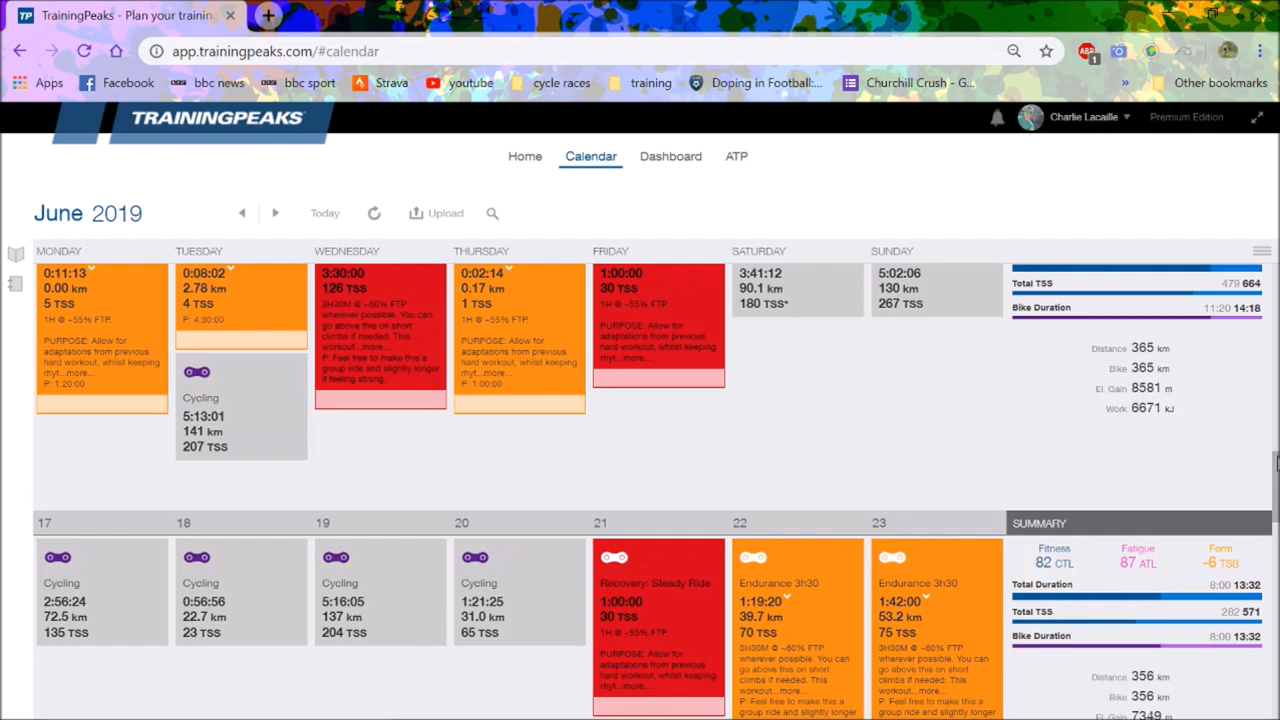 TP TrainingPeaks - Plan your trainin
app.trainingpeaks.com/#calendar
ABP 1
Apps Facebook bbc news bbc sport Strava youtube cycle races training Doping in Football:... Churchill Crush - G... » Other bookmarks
TRAININGPEAKS
Charlie Lacaille Premium Edition
Home Calendar Dashboard ATP
June 2019 Today Upload
MONDAY TUESDAY WEDNESDAY THURSDAY FRIDAY SATURDAY SUNDAY
0:11:13
0.00 km
5 TSS
1H @ ~55% FTP.
PURPOSE: Allow for
adaptations from previous
hard workout, whilst keeping
rhyt...more...
P: 1:20:00
0:08:02
2.78 km
4 TSS
P: 4:30:00
Cycling
5:13:01
141 km
207 TSS
3:30:00
126 TSS
3H30M @ ~60% FTP
wherever possible. You can
go above this on short
climbs if needed. This
workout...more...
P: Feel free to make this a
group ride and slightly longer
if feeling strong.
0:02:14
0.17 km
1 TSS
1H @ ~55% FTP.
PURPOSE: Allow for
adaptations from previous
hard workout, whilst keeping
rhyt...more...
P: 1:00:00
1:00:00
30 TSS
1H @ ~55% FTP.
PURPOSE: Allow for
adaptations from previous
hard workout, whilst keeping
rhyt...more...
3:41:12
90.1 km
180 TSS*
5:02:06
130 km
267 TSS
Total TSS 479 664
Bike Duration 11:20 14:18
Distance 365 km
Bike 365 km
El. Gain 8581 m
Work 6671 kJ
17 18 19 20 21 22 23 SUMMARY
Cycling
2:56:24
72.5 km
135 TSS
Cycling
0:56:56
22.7 km
23 TSS
Cycling
5:16:05
137 km
204 TSS
Cycling
1:21:25
31.0 km
65 TSS
Recovery: Steady Ride
1:00:00
30 TSS
1H @ ~55% FTP.
PURPOSE: Allow for
adaptations from previous
hard workout, whilst keeping
rhyt...more...
Endurance 3h30
1:19:20
39.7 km
70 TSS
3H30M @ ~60% FTP
wherever possible. You can
go above this on short
climbs if needed. This
workout...more...
P: Feel free to make this a
group ride and slightly longer
Endurance 3h30
1:42:00
53.2 km
75 TSS
3H30M @ ~60% FTP
wherever possible. You can
go above this on short
climbs if needed. This
workout...more...
P: Feel free to make this a
group ride and slightly longer
Fitness Fatigue Form
82 CTL 87 ATL -6 TSB
Total Duration 8:00 13:32
Total TSS 282 571
Bike Duration 8:00 13:32
Distance 356 km
Bike 356 km
El. Gain 7349 m